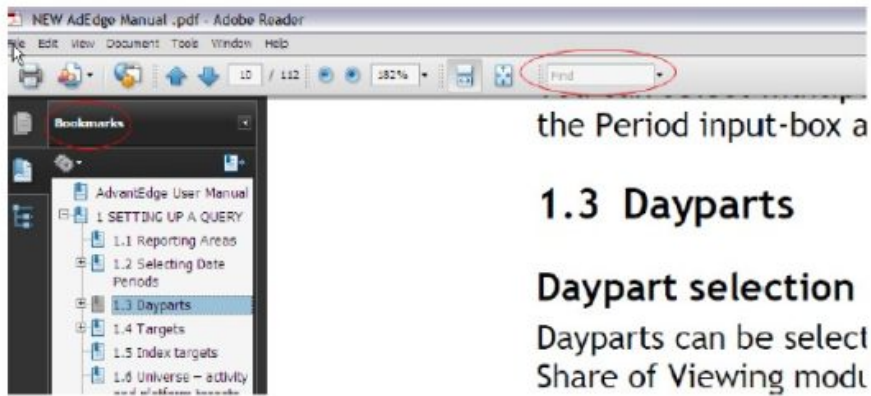 NEW AdEdge Manual .pdf - Adobe Reader
File Edit View Document Tools Window Help
10 / 112 182% Find
Bookmarks
AdvantEdge User Manual
1 SETTING UP A QUERY
1.1 Reporting Areas
1.2 Selecting Date
Periods
1.3 Dayparts
1.4 Targets
1.5 Index targets
1.6 Universe – activity
and platform targets
the Period input-box a
1.3 Dayparts
Daypart selection
Dayparts can be select
Share of Viewing modu